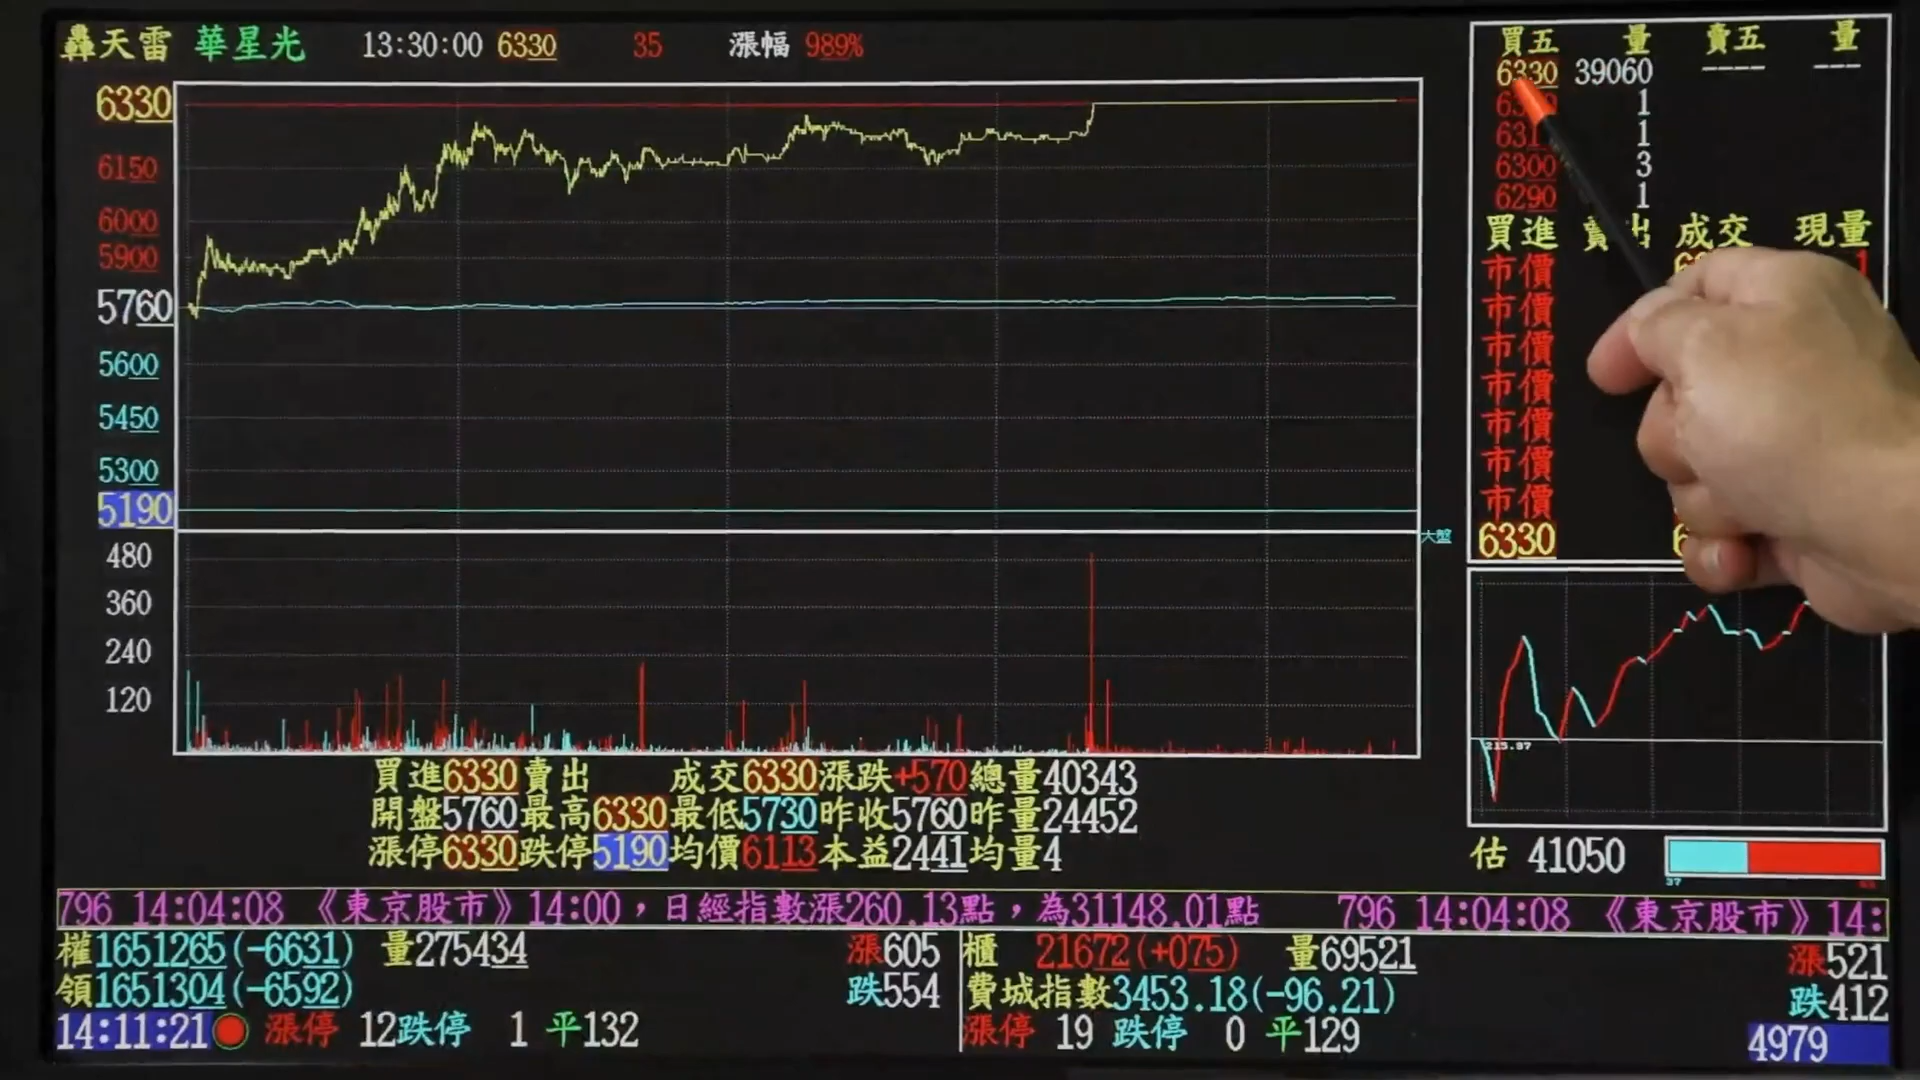 轟天雷 華星光 13:30:00 6330 35 漲幅 989%
買五 量 賣五 量
6330 39060 ---- ---
1
1
6300 3
6290 1
買進 成交 現量
市價 1
市價
市價
市價
市價
市價
市價
6330
6330
6150
6000
5900
5760
5600
5450
5300
5190
大盤
480
360
240
120
215.97
買進6330賣出 成交6330漲跌+570總量40343
開盤5760最高6330最低5730昨收5760昨量24452
漲停6330跌停5190均價6113本益2441均量4
估 41050
37
796 14:04:08 《東京股市》14:00，日經指數漲260.13點，為31148.01點 796 14:04:08 《東京股市》14:
權1651265(-6631) 量275434 漲605
領1651304(-6592) 跌554
14:11:21 漲停 12跌停 1 平132
櫃 21672(+075) 量69521 漲521
費城指數3453.18(-96.21) 跌412
漲停 19 跌停 0 平129 4979